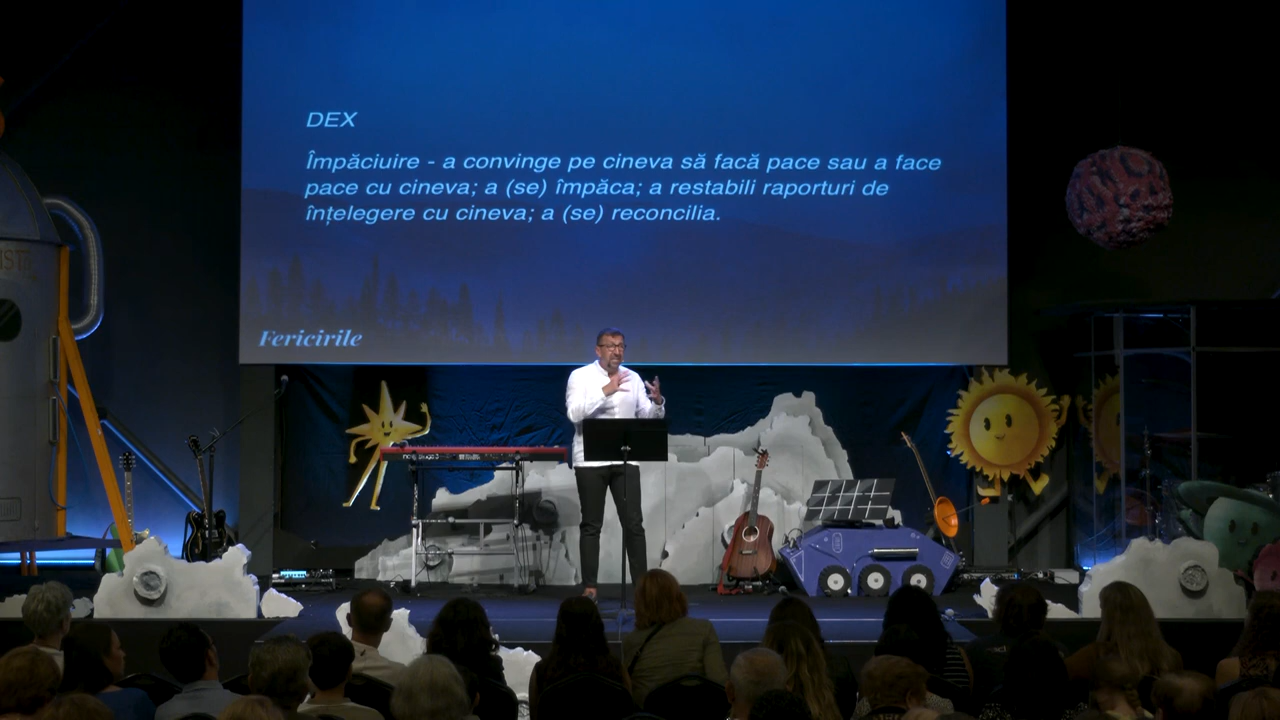 DEX
Împăciuire - a convinge pe cineva să facă pace sau a face
pace cu cineva; a (se) împăca; a restabili raporturi de
înțelegere cu cineva; a (se) reconcilia.
Fericirile